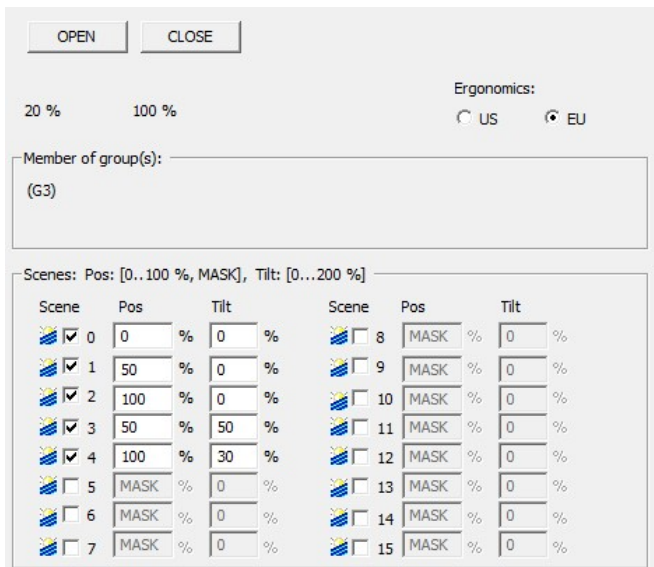 OPEN CLOSE
Ergonomics:
20 % 100 % US EU
Member of group(s):
(G3)
Scenes: Pos: [0..100 %, MASK], Tilt: [0...200 %]
Scene Pos Tilt Scene Pos Tilt
0 0 % 0 % 8 MASK % 0 %
1 50 % 0 % 9 MASK % 0 %
2 100 % 0 % 10 MASK % 0 %
3 50 % 50 % 11 MASK % 0 %
4 100 % 30 % 12 MASK % 0 %
5 MASK % 0 % 13 MASK % 0 %
6 MASK % 0 % 14 MASK % 0 %
7 MASK % 0 % 15 MASK % 0 %